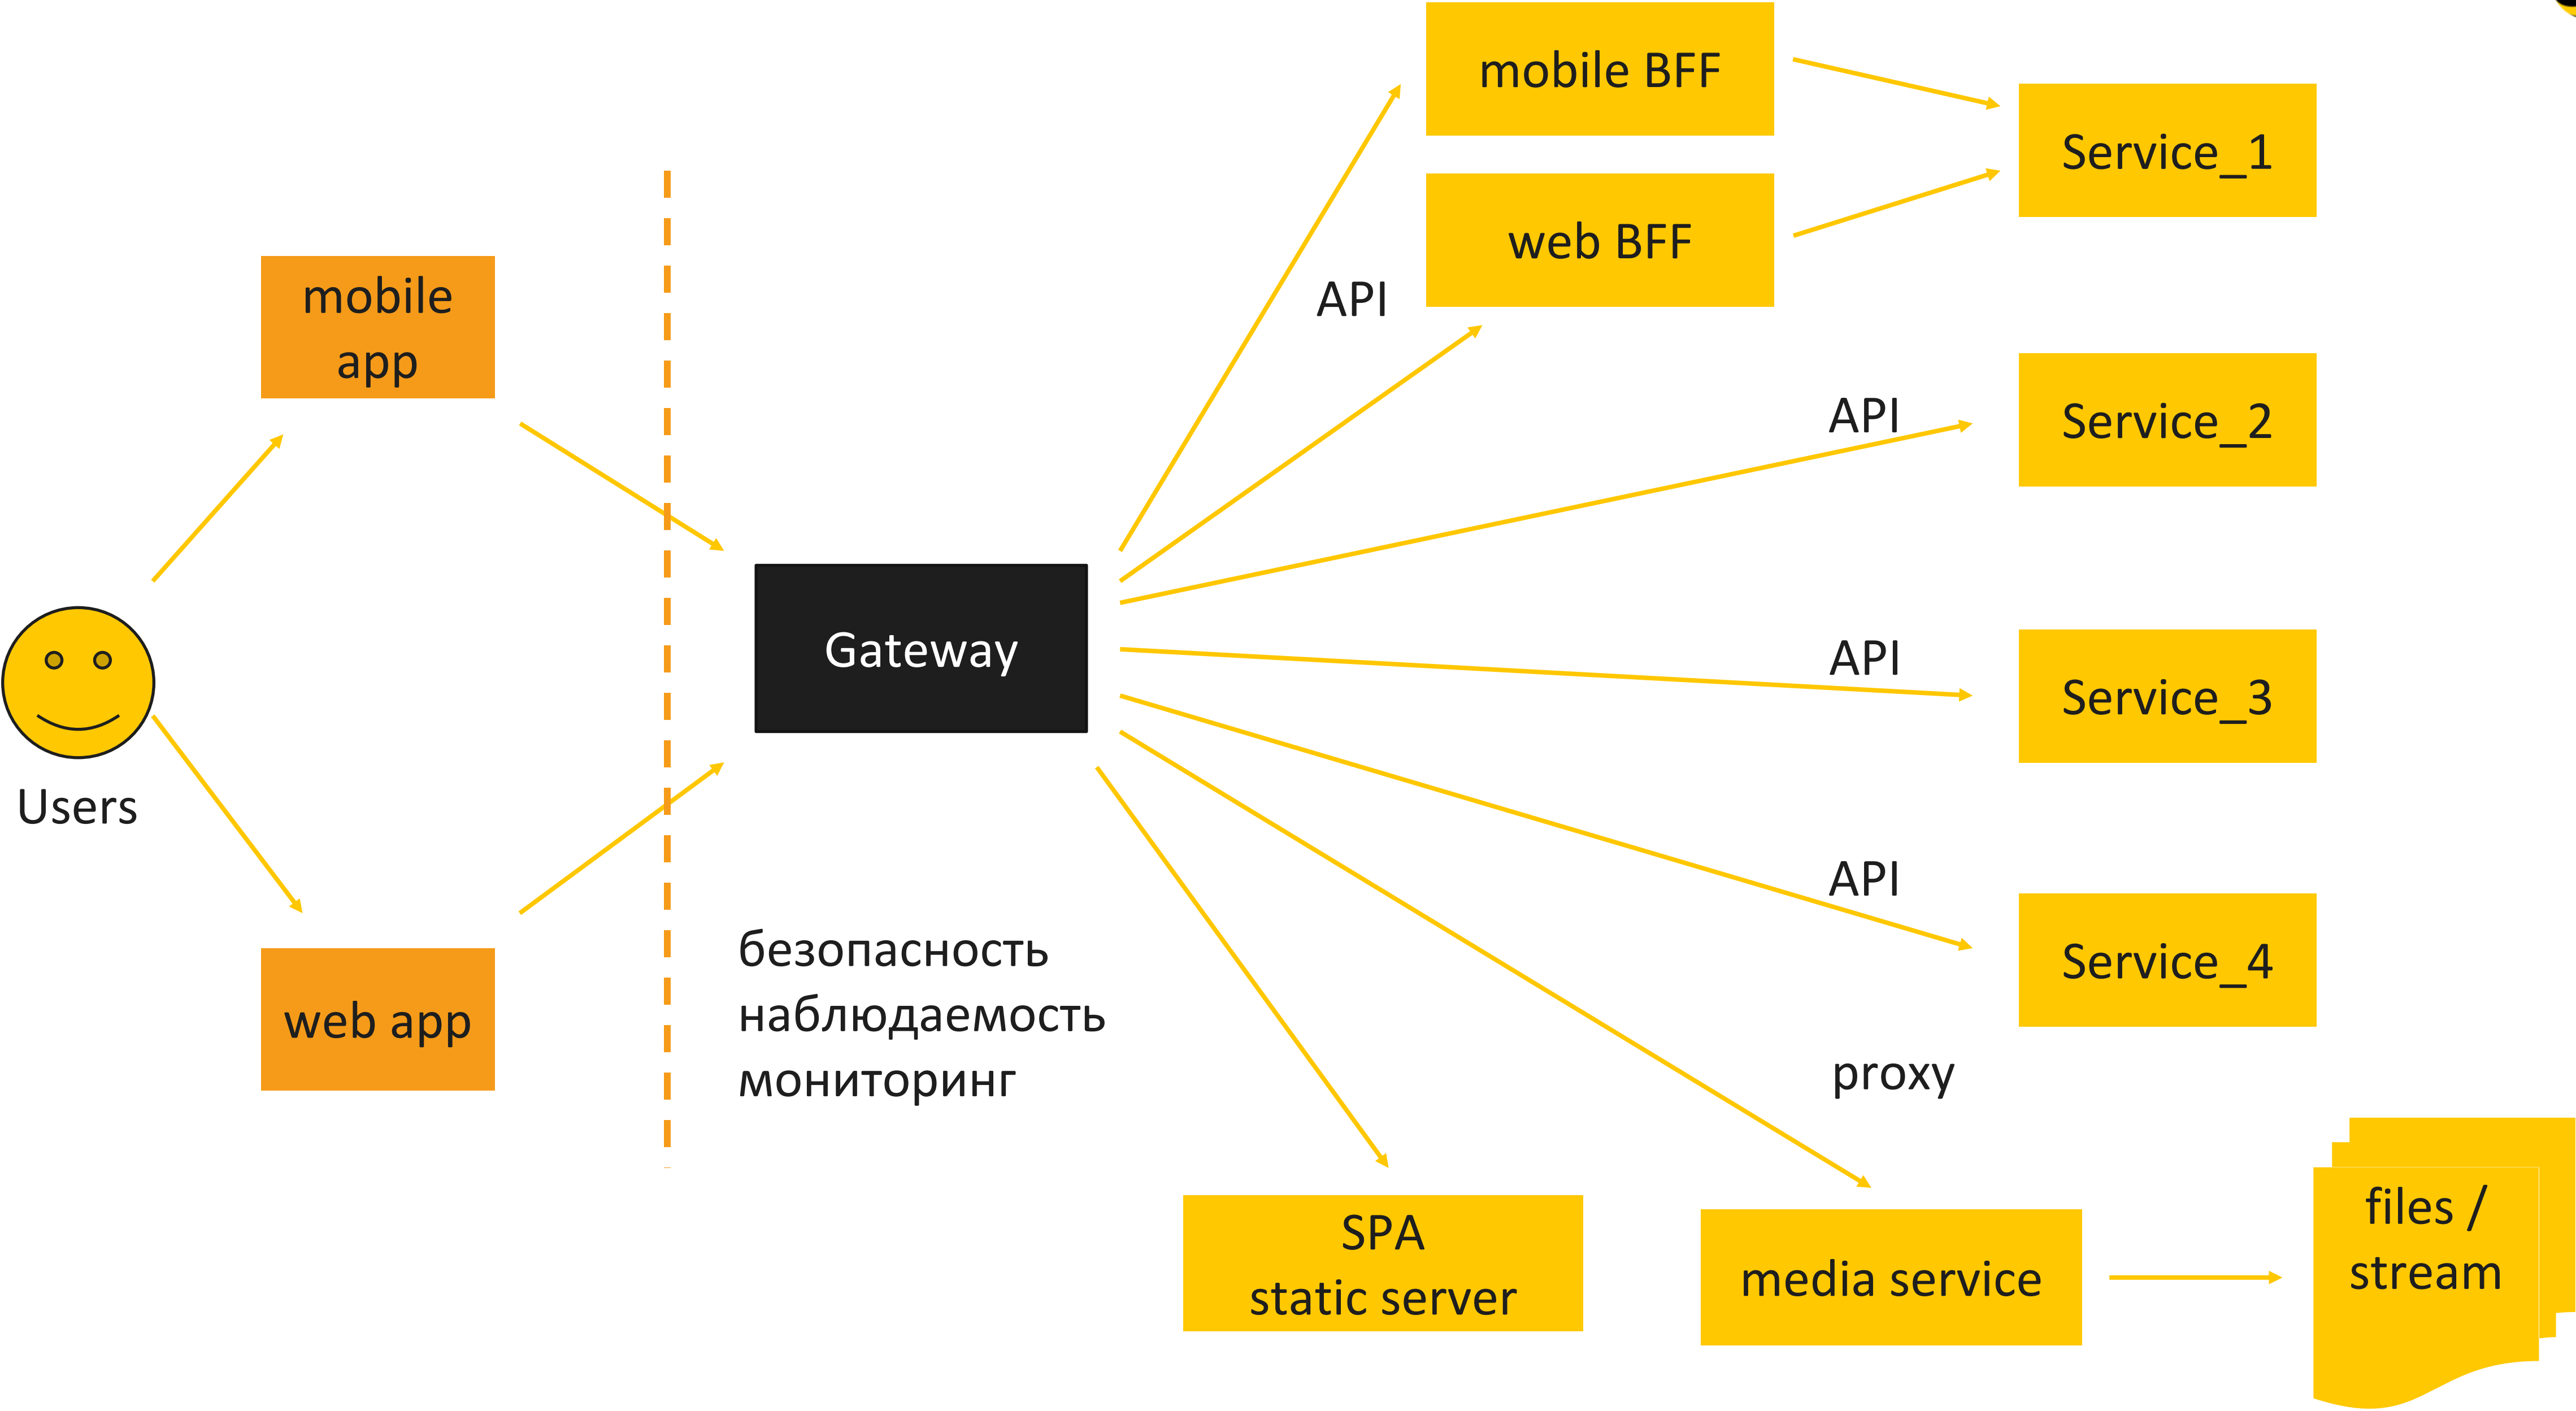 mobile BFF
web BFF
Service_1
mobile
app
API
API
Service_2
Gateway
API
Service_3
Users
API
Service_4
безопасность
наблюдаемость
мониторинг
web app
proxy
SPA
static server
media service
files /
stream